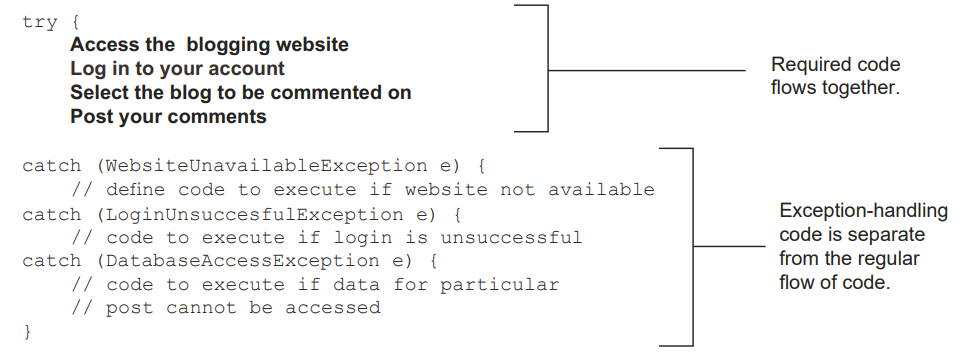 try {
Access the blogging website
Log in to your account
Select the blog to be commented on
Post your comments
Required code
flows together.
catch (WebsiteUnavailableException e) {
// define code to execute if website not available
catch (LoginUnsuccesfulException e) {
// code to execute if login is unsuccessful
catch (DatabaseAccessException e) {
// code to execute if data for particular
// post cannot be accessed
}
Exception-handling
code is separate
from the regular
flow of code.